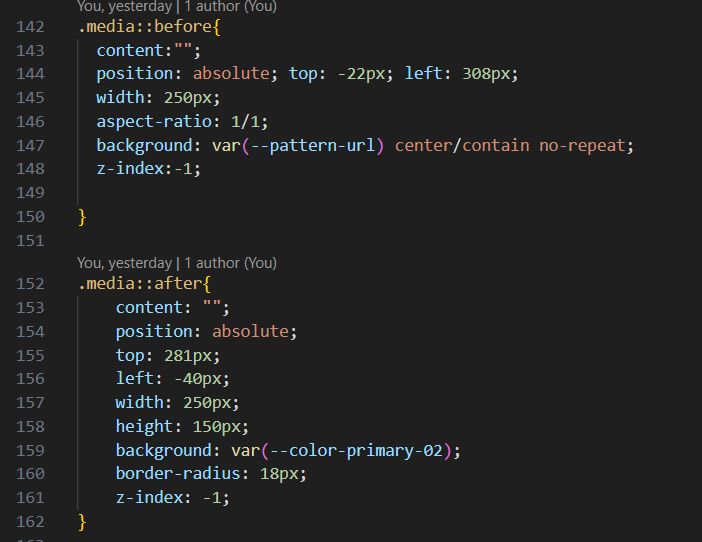 You, yesterday | 1 author (You)
142 .media::before{
143 content:"";
144 position: absolute; top: -22px; left: 308px;
145 width: 250px;
146 aspect-ratio: 1/1;
147 background: var(--pattern-url) center/contain no-repeat;
148 z-index:-1;
149
150 }
151
You, yesterday | 1 author (You)
152 .media::after{
153 content: "";
154 position: absolute;
155 top: 281px;
156 left: -40px;
157 width: 250px;
158 height: 150px;
159 background: var(--color-primary-02);
160 border-radius: 18px;
161 z-index: -1;
162 }